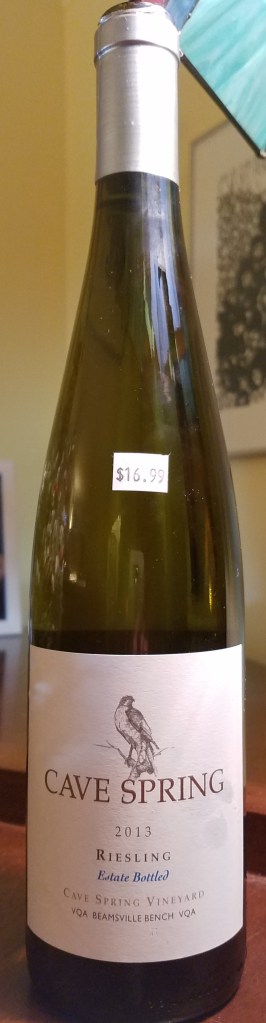 $16.99
CAVE SPRING
2013
RIESLING
Estate Bottled
CAVE SPRING VINEYARD
VQA BEAMSVILLE BENCH VQA